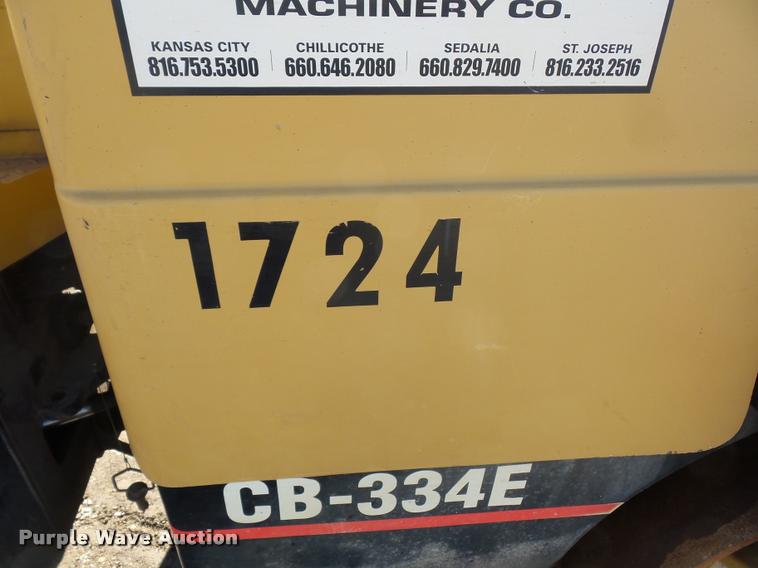 MACHINERY CO.
KANSAS CITY CHILLICOTHE SEDALIA ST. JOSEPH
816.753.5300 660.646.2080 660.829.7400 816.233.2516
1724
CB-334E
Purple Wave Auction